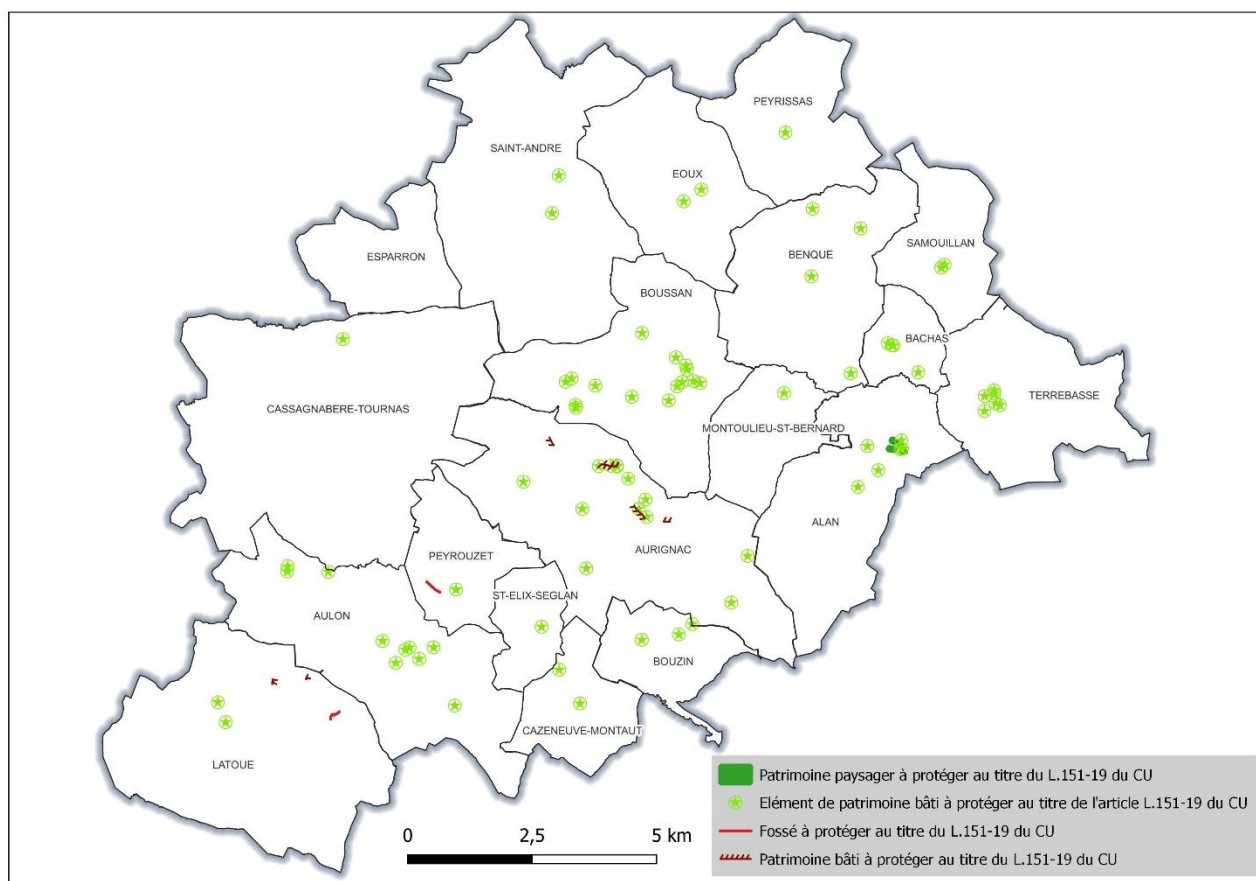 PEYRISSAS
SAINT-ANDRE
EOUX
SAMOUILLAN
BENQUE
ESPARRON
BOUSSAN
BACHAS
TERREBASSE
CASSAGNABERE-TOURNAS
MONTOULIEU-ST-BERNARD
ALAN
AURIGNAC
PEYROUZET
ST-ELIX-SEGLAN
AULON
BOUZIN
CAZENEUVE-MONTAUT
LATOUE
0 2,5 5 km
Patrimoine paysager à protéger au titre du L.151-19 du CU
Elément de patrimoine bâti à protéger au titre de l'article L.151-19 du CU
Fossé à protéger au titre du L.151-19 du CU
Patrimoine bâti à protéger au titre du L.151-19 du CU